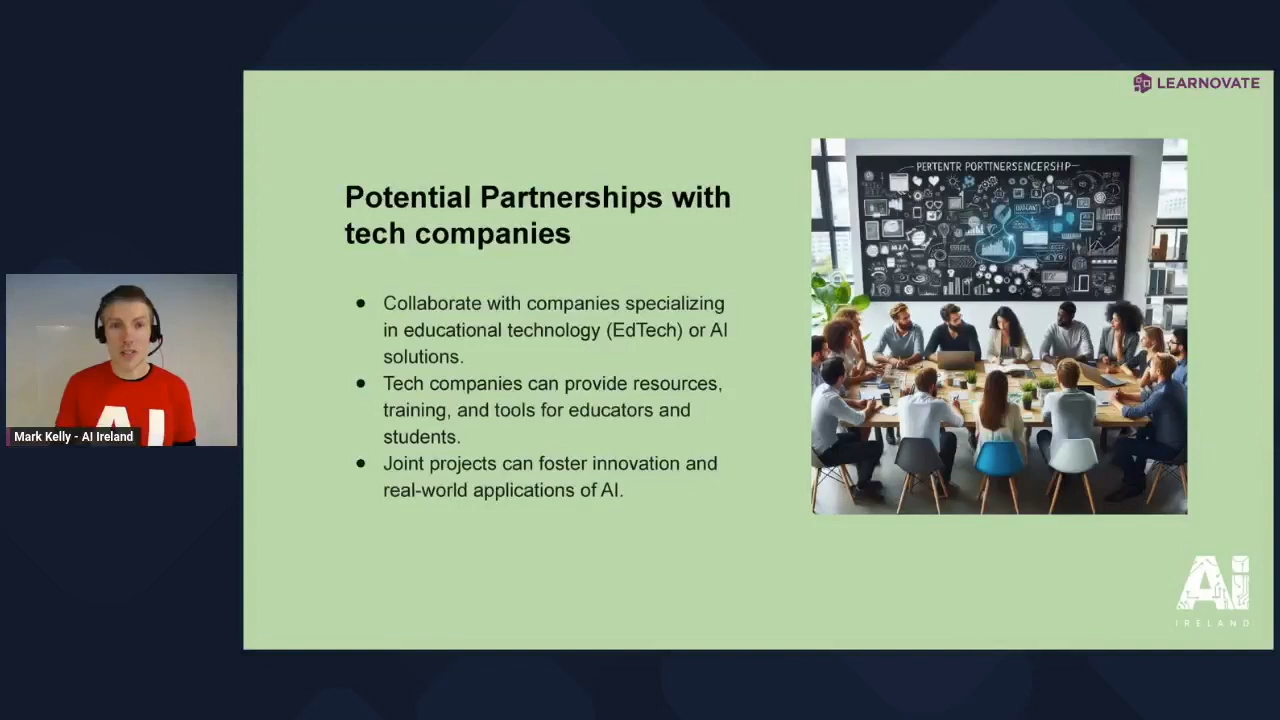 LEARNOVATE
PERTENTR PORTTNERSENCERSHP
Potential Partnerships with
tech companies
● Collaborate with companies specializing
in educational technology (EdTech) or AI
solutions.
● Tech companies can provide resources,
training, and tools for educators and
students.
● Joint projects can foster innovation and
real-world applications of AI.
AI
Mark Kelly - AI Ireland
Ai
IRELAND